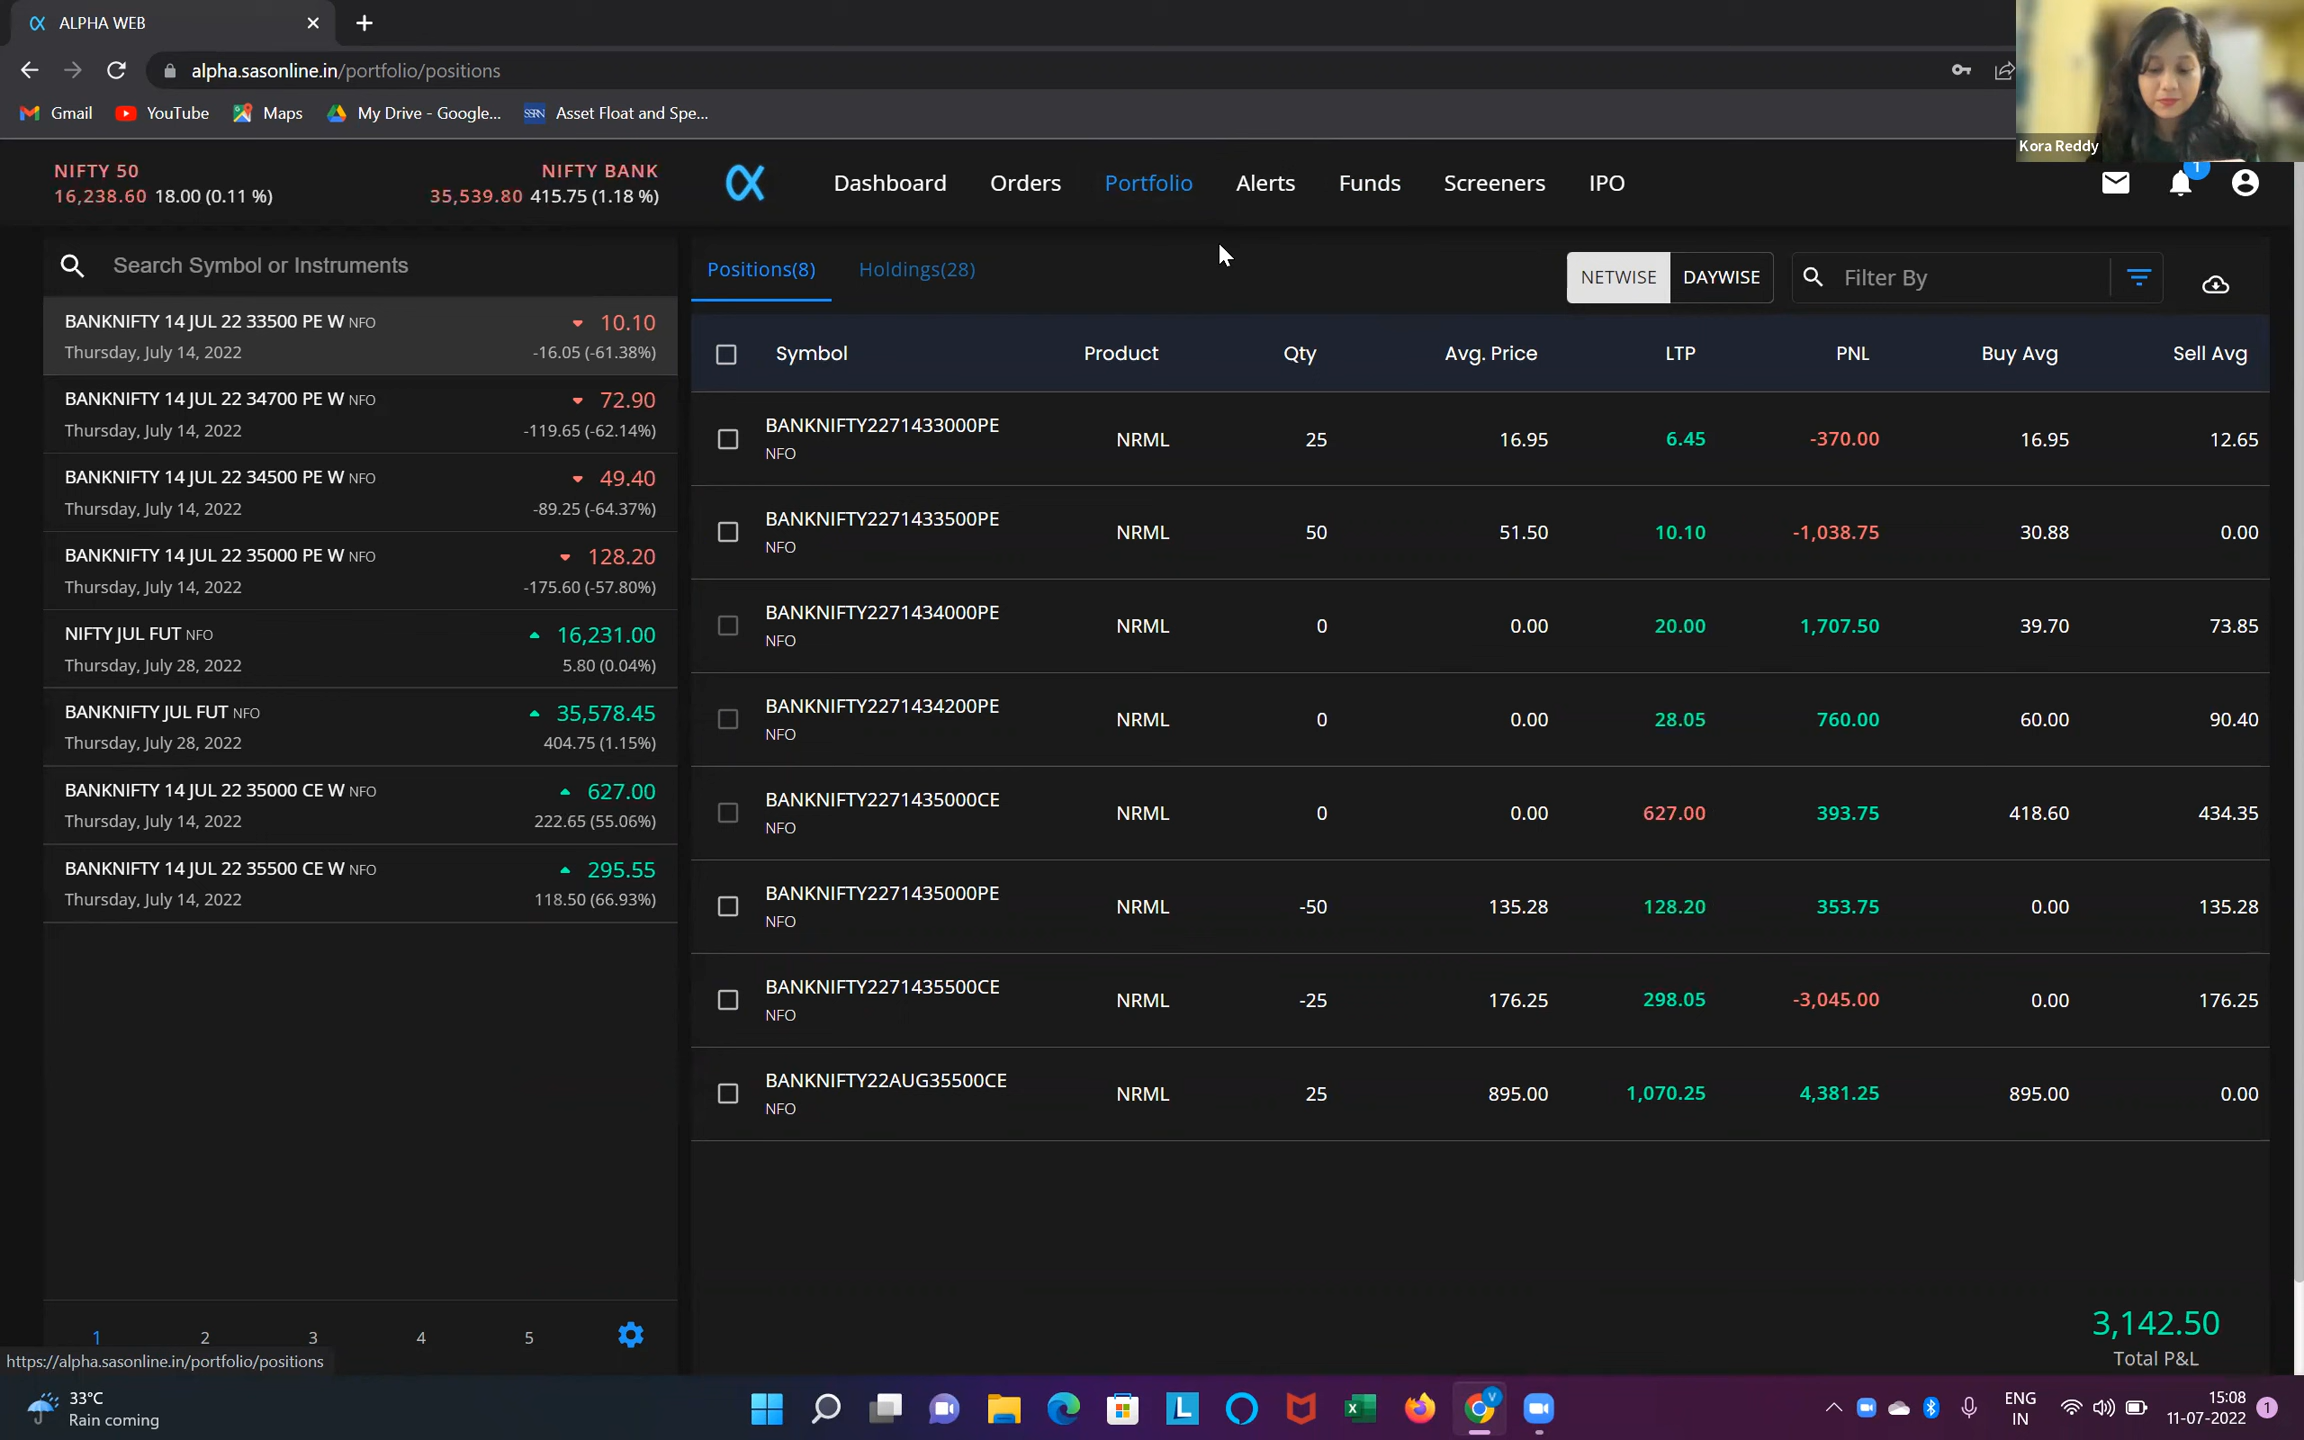 ALPHA WEB
alpha.sasonline.in/portfolio/positions
Gmail YouTube Maps My Drive - Google... SSRN Asset Float and Spe...
Kora Reddy
NIFTY 50 NIFTY BANK
16,238.60 18.00 (0.11 %) 35,539.80 415.75 (1.18 %)
Dashboard Orders Portfolio Alerts Funds Screeners IPO
1
Search Symbol or Instruments
BANKNIFTY 14 JUL 22 33500 PE W NFO 10.10
Thursday, July 14, 2022 -16.05 (-61.38%)
BANKNIFTY 14 JUL 22 34700 PE W NFO 72.90
Thursday, July 14, 2022 -119.65 (-62.14%)
BANKNIFTY 14 JUL 22 34500 PE W NFO 49.40
Thursday, July 14, 2022 -89.25 (-64.37%)
BANKNIFTY 14 JUL 22 35000 PE W NFO 128.20
Thursday, July 14, 2022 -175.60 (-57.80%)
NIFTY JUL FUT NFO 16,231.00
Thursday, July 28, 2022 5.80 (0.04%)
BANKNIFTY JUL FUT NFO 35,578.45
Thursday, July 28, 2022 404.75 (1.15%)
BANKNIFTY 14 JUL 22 35000 CE W NFO 627.00
Thursday, July 14, 2022 222.65 (55.06%)
BANKNIFTY 14 JUL 22 35500 CE W NFO 295.55
Thursday, July 14, 2022 118.50 (66.93%)
1 2 3 4 5
Positions(8) Holdings(28) NETWISE DAYWISE Filter By
Symbol Product Qty Avg. Price LTP PNL Buy Avg Sell Avg
BANKNIFTY2271433000PE NRML 25 16.95 6.45 -370.00 16.95 12.65
NFO
BANKNIFTY2271433500PE NRML 50 51.50 10.10 -1,038.75 30.88 0.00
NFO
BANKNIFTY2271434000PE NRML 0 0.00 20.00 1,707.50 39.70 73.85
NFO
BANKNIFTY2271434200PE NRML 0 0.00 28.05 760.00 60.00 90.40
NFO
BANKNIFTY2271435000CE NRML 0 0.00 627.00 393.75 418.60 434.35
NFO
BANKNIFTY2271435000PE NRML -50 135.28 128.20 353.75 0.00 135.28
NFO
BANKNIFTY2271435500CE NRML -25 176.25 298.05 -3,045.00 0.00 176.25
NFO
BANKNIFTY22AUG35500CE NRML 25 895.00 1,070.25 4,381.25 895.00 0.00
NFO
3,142.50
Total P&L
https://alpha.sasonline.in/portfolio/positions
33°C
Rain coming
L
V
ENG
IN
15:08
11-07-2022
1